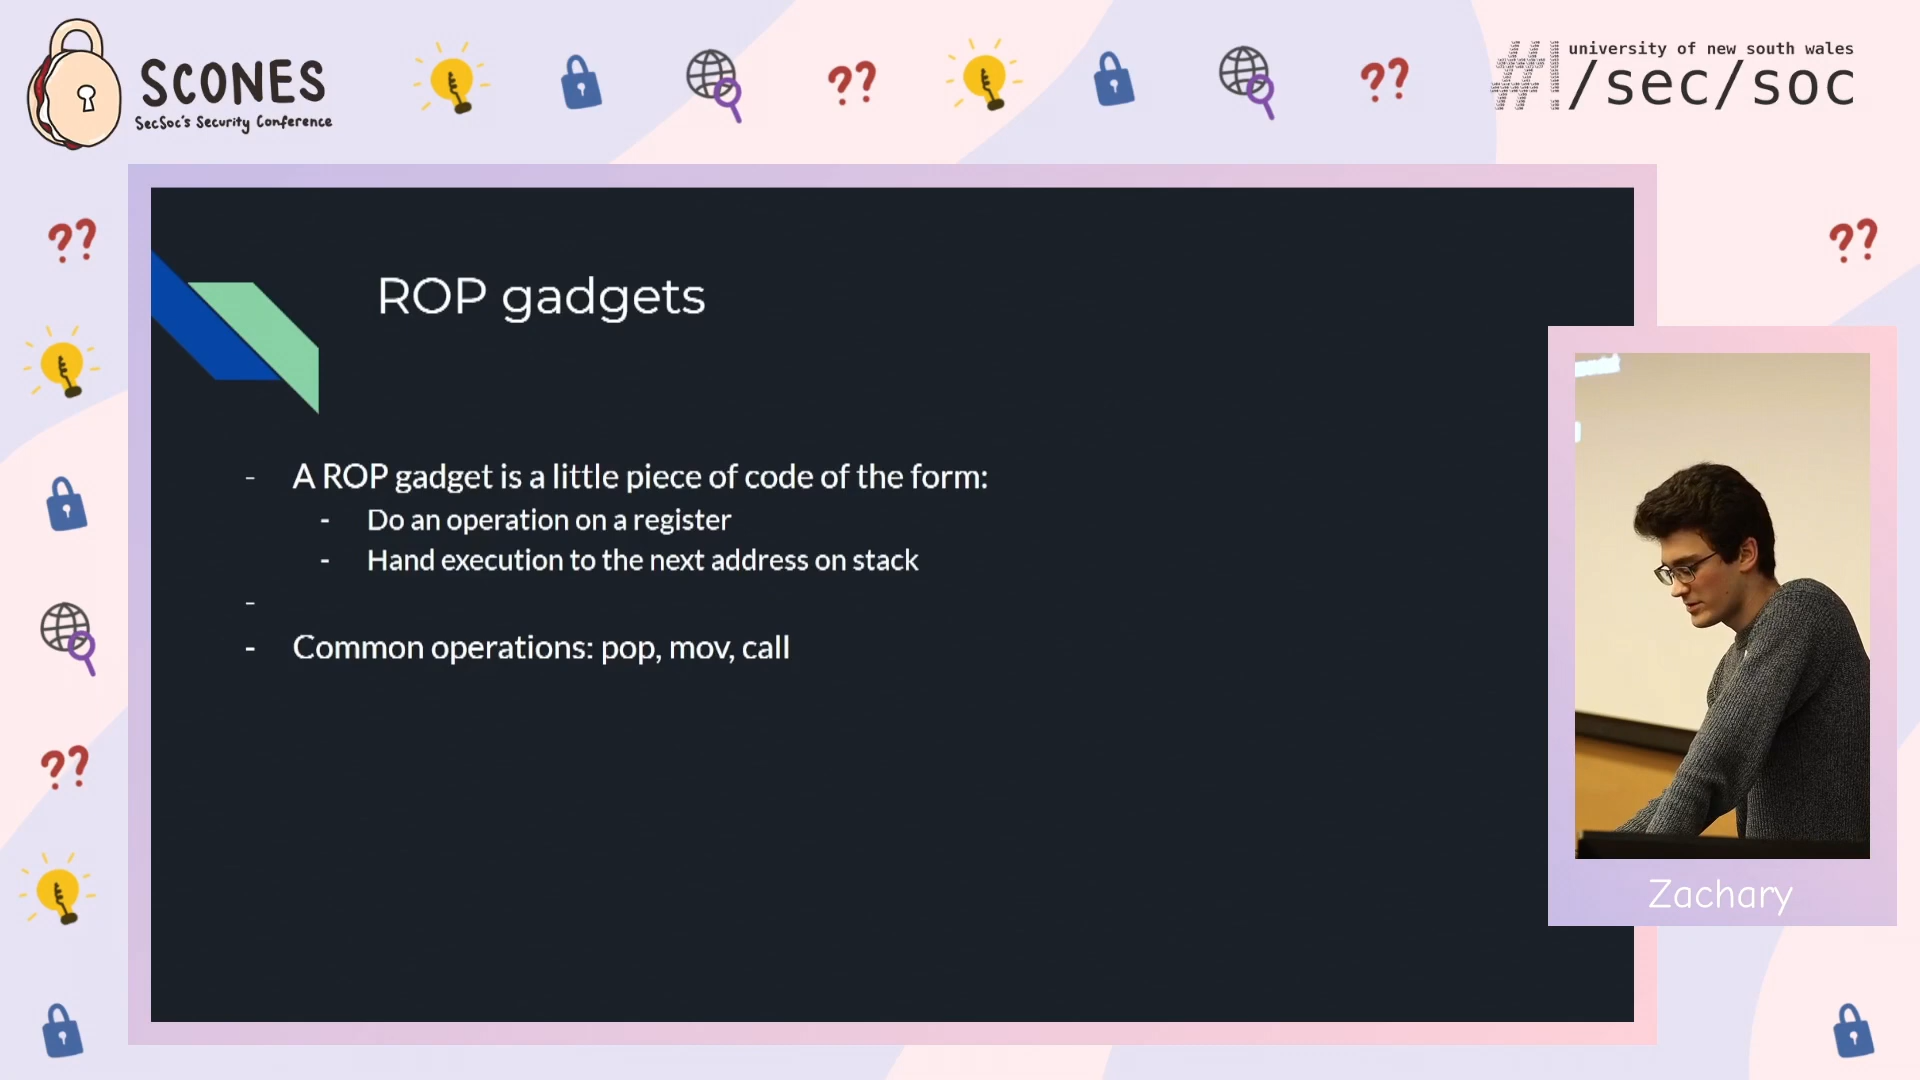 SCONES
SecSoc's Security Conference
university of new south wales
/sec/soc
??
??
??
??
ROP gadgets
- A ROP gadget is a little piece of code of the form:
- Do an operation on a register
- Hand execution to the next address on stack
-
- Common operations: pop, mov, call
??
Zachary